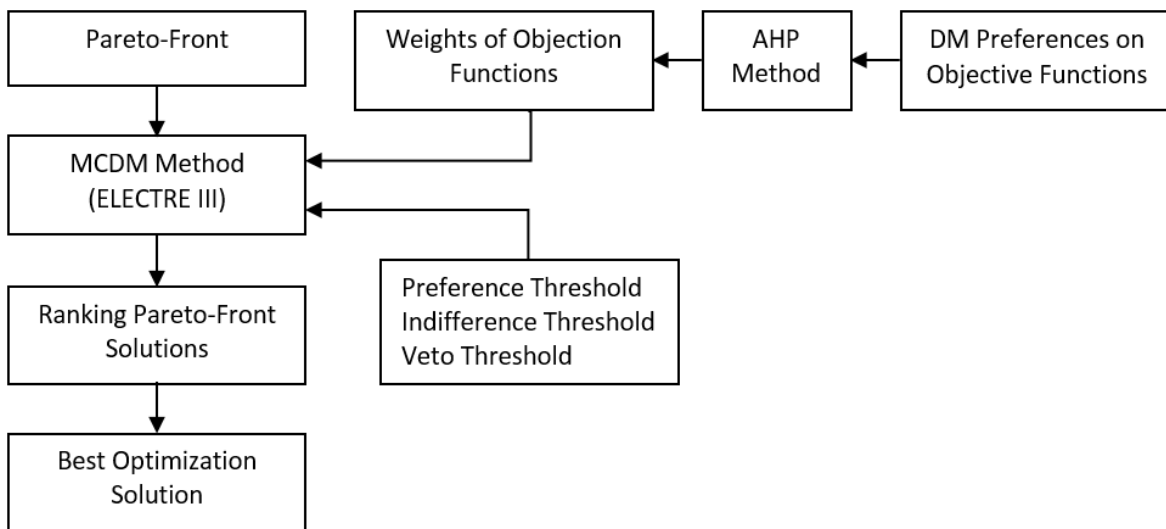 Pareto-Front
Weights of Objection
Functions
AHP
Method
DM Preferences on
Objective Functions
MCDM Method
(ELECTRE III)
Preference Threshold
Indifference Threshold
Veto Threshold
Ranking Pareto-Front
Solutions
Best Optimization
Solution